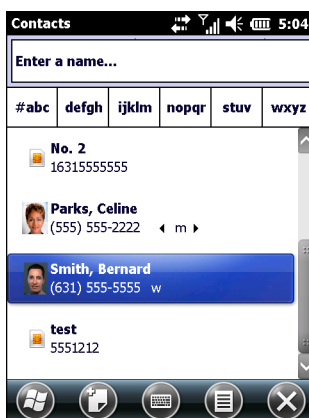 Contacts 5:04
Enter a name...
#abc defgh ijklm nopqr stuv wxyz
No. 2
16315555555
Parks, Celine
(555) 555-2222 m
Smith, Bernard
(631) 555-5555 w
test
5551212